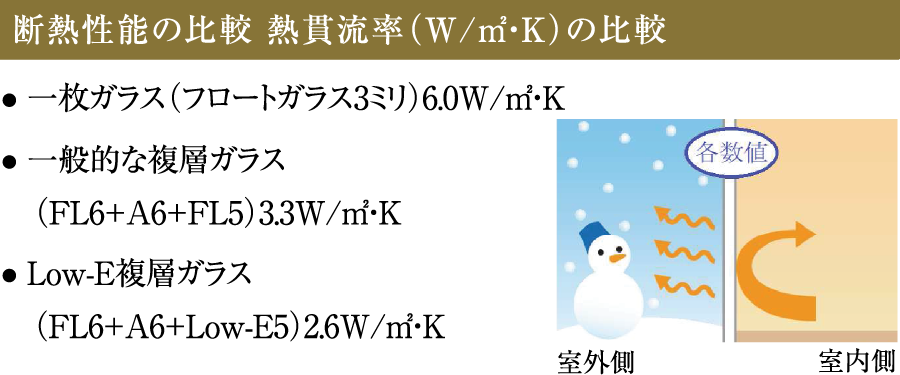 断熱性能の比較 熱貫流率（W/㎡・K）の比較
● 一枚ガラス（フロートガラス3ミリ）6.0W/㎡・K
● 一般的な複層ガラス
（FL6+A6+FL5）3.3W/㎡・K
● Low-E複層ガラス
（FL6+A6+Low-E5）2.6W/㎡・K
各数値
室外側
室内側